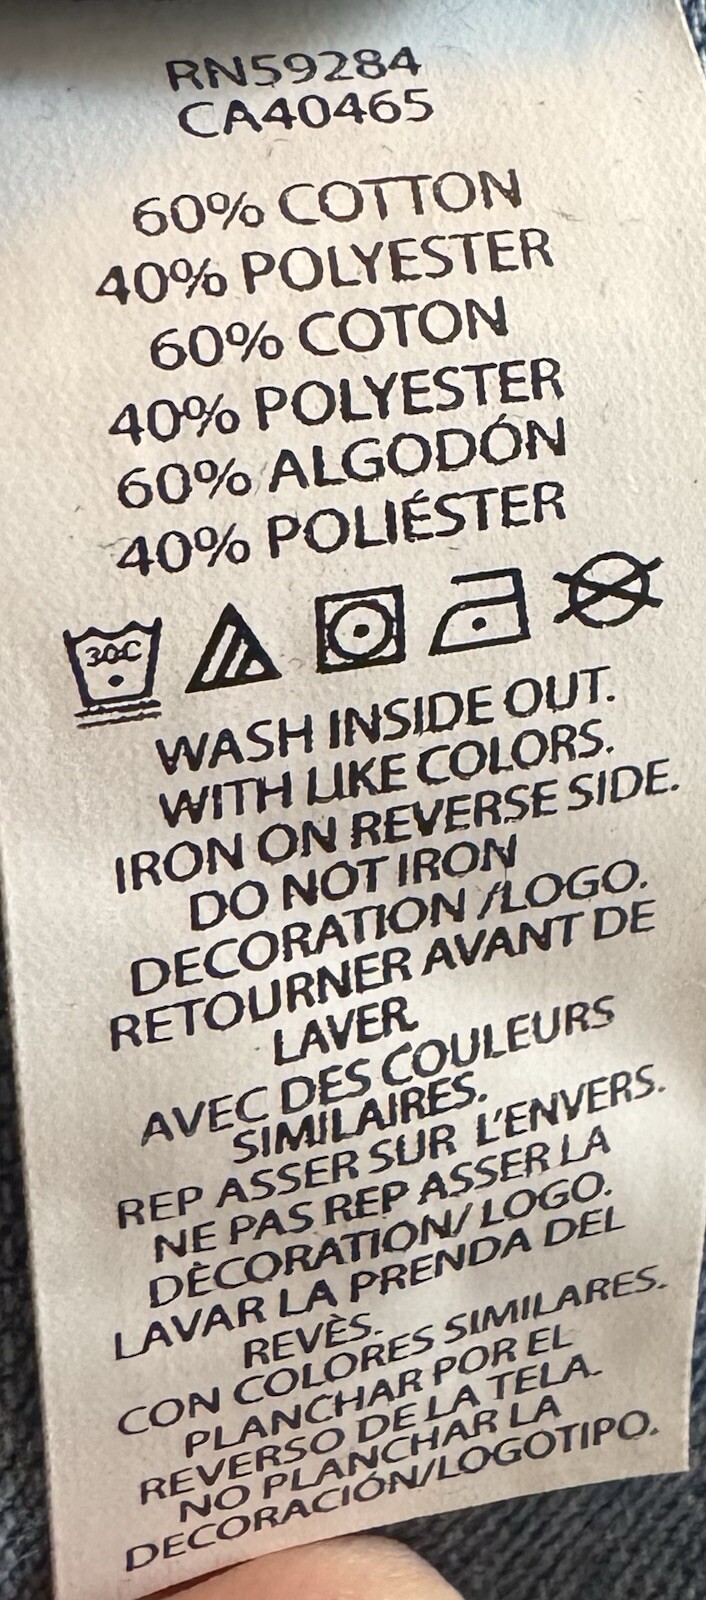 RN59284
CA40465
60% COTTON
40% POLYESTER
60% COTON
40% POLYESTER
60% ALGODÓN
40% POLIÉSTER
30C
WASH INSIDE OUT.
WITH LIKE COLORS.
IRON ON REVERSE SIDE.
DO NOT IRON
DECORATION /LOGO.
RETOURNER AVANT DE
LAVER
AVEC DES COULEURS
SIMILAIRES.
REP ASSER SUR L'ENVERS.
NE PAS REP ASSER LA
DÈCORATION/ LOGO.
LAVAR LA PRENDA DEL
REVÈS.
CON COLORES SIMILARES.
PLANCHAR POR EL
REVERSO DE LA TELA.
NO PLANCHAR LA
DECORACIÓN/LOGOTIPO.